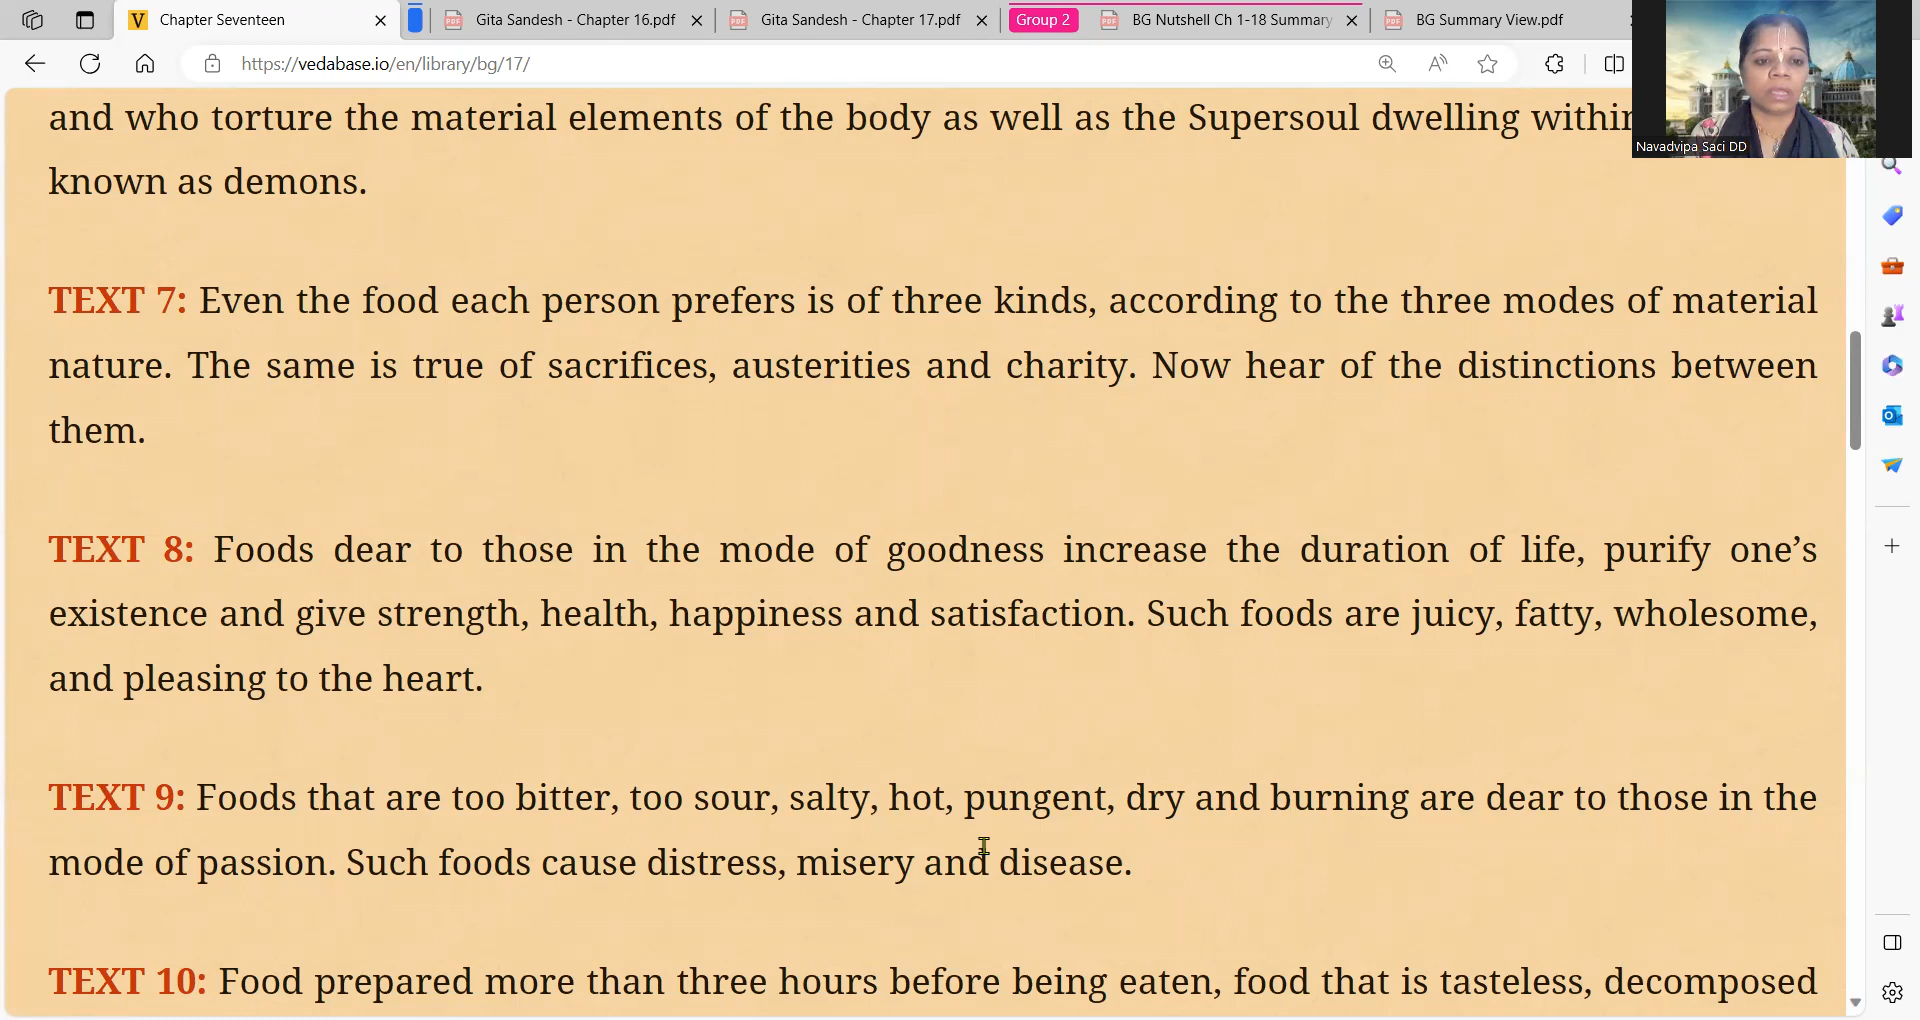 Chapter Seventeen
Gita Sandesh - Chapter 16.pdf
Gita Sandesh - Chapter 17.pdf
Group 2
BG Nutshell Ch 1-18 Summary
BG Summary View.pdf
https://vedabase.io/en/library/bg/17/
Navadvipa Saci DD
and who torture the material elements of the body as well as the Supersoul dwelling within
known as demons.
TEXT 7: Even the food each person prefers is of three kinds, according to the three modes of material
nature. The same is true of sacrifices, austerities and charity. Now hear of the distinctions between
them.
TEXT 8: Foods dear to those in the mode of goodness increase the duration of life, purify one’s
existence and give strength, health, happiness and satisfaction. Such foods are juicy, fatty, wholesome,
and pleasing to the heart.
TEXT 9: Foods that are too bitter, too sour, salty, hot, pungent, dry and burning are dear to those in the
mode of passion. Such foods cause distress, misery and disease.
TEXT 10: Food prepared more than three hours before being eaten, food that is tasteless, decomposed